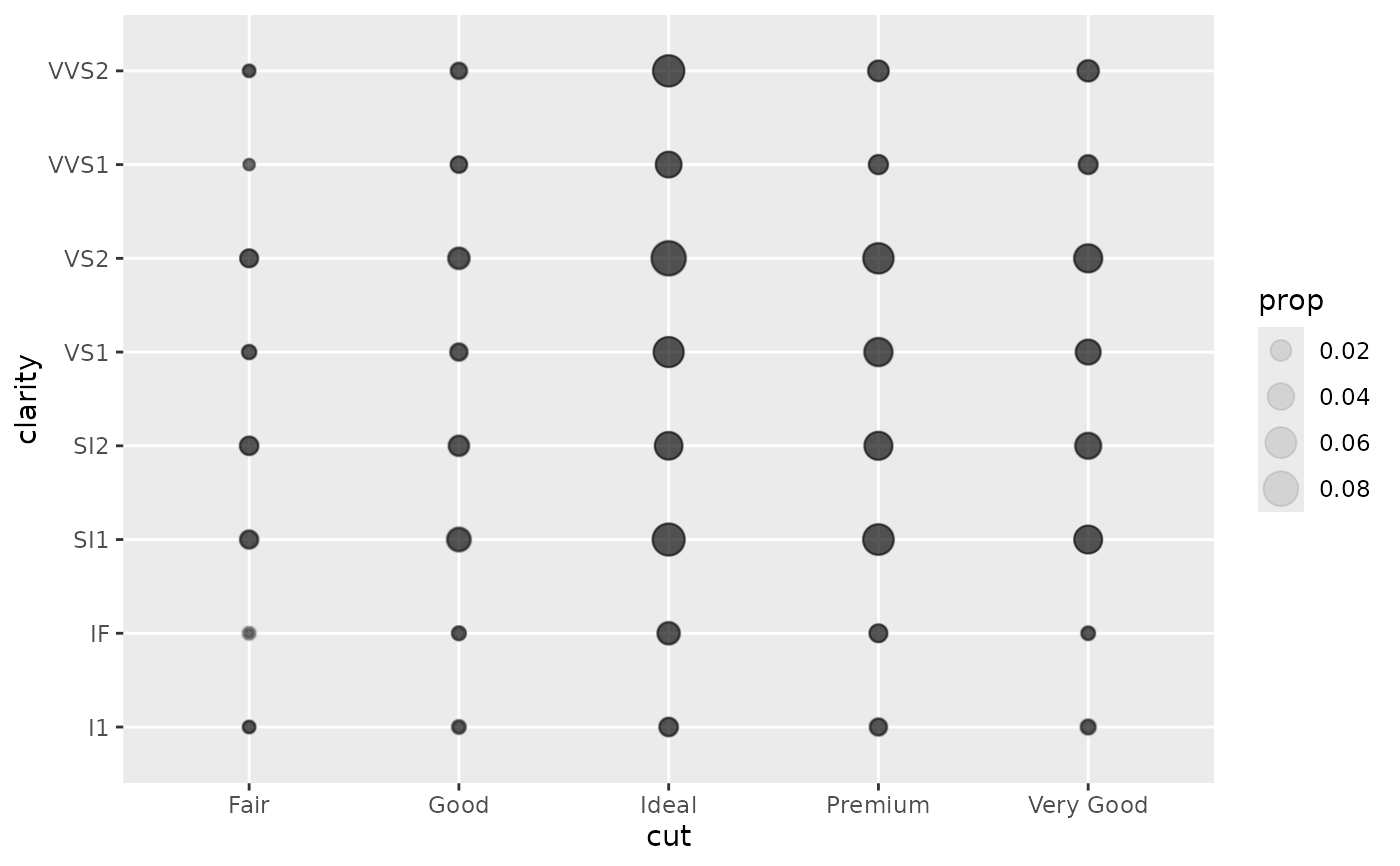 VVS2
VVS1
VS2
VS1
SI2
SI1
IF
I1
clarity
Fair Good Ideal Premium Very Good
cut
prop
0.02
0.04
0.06
0.08